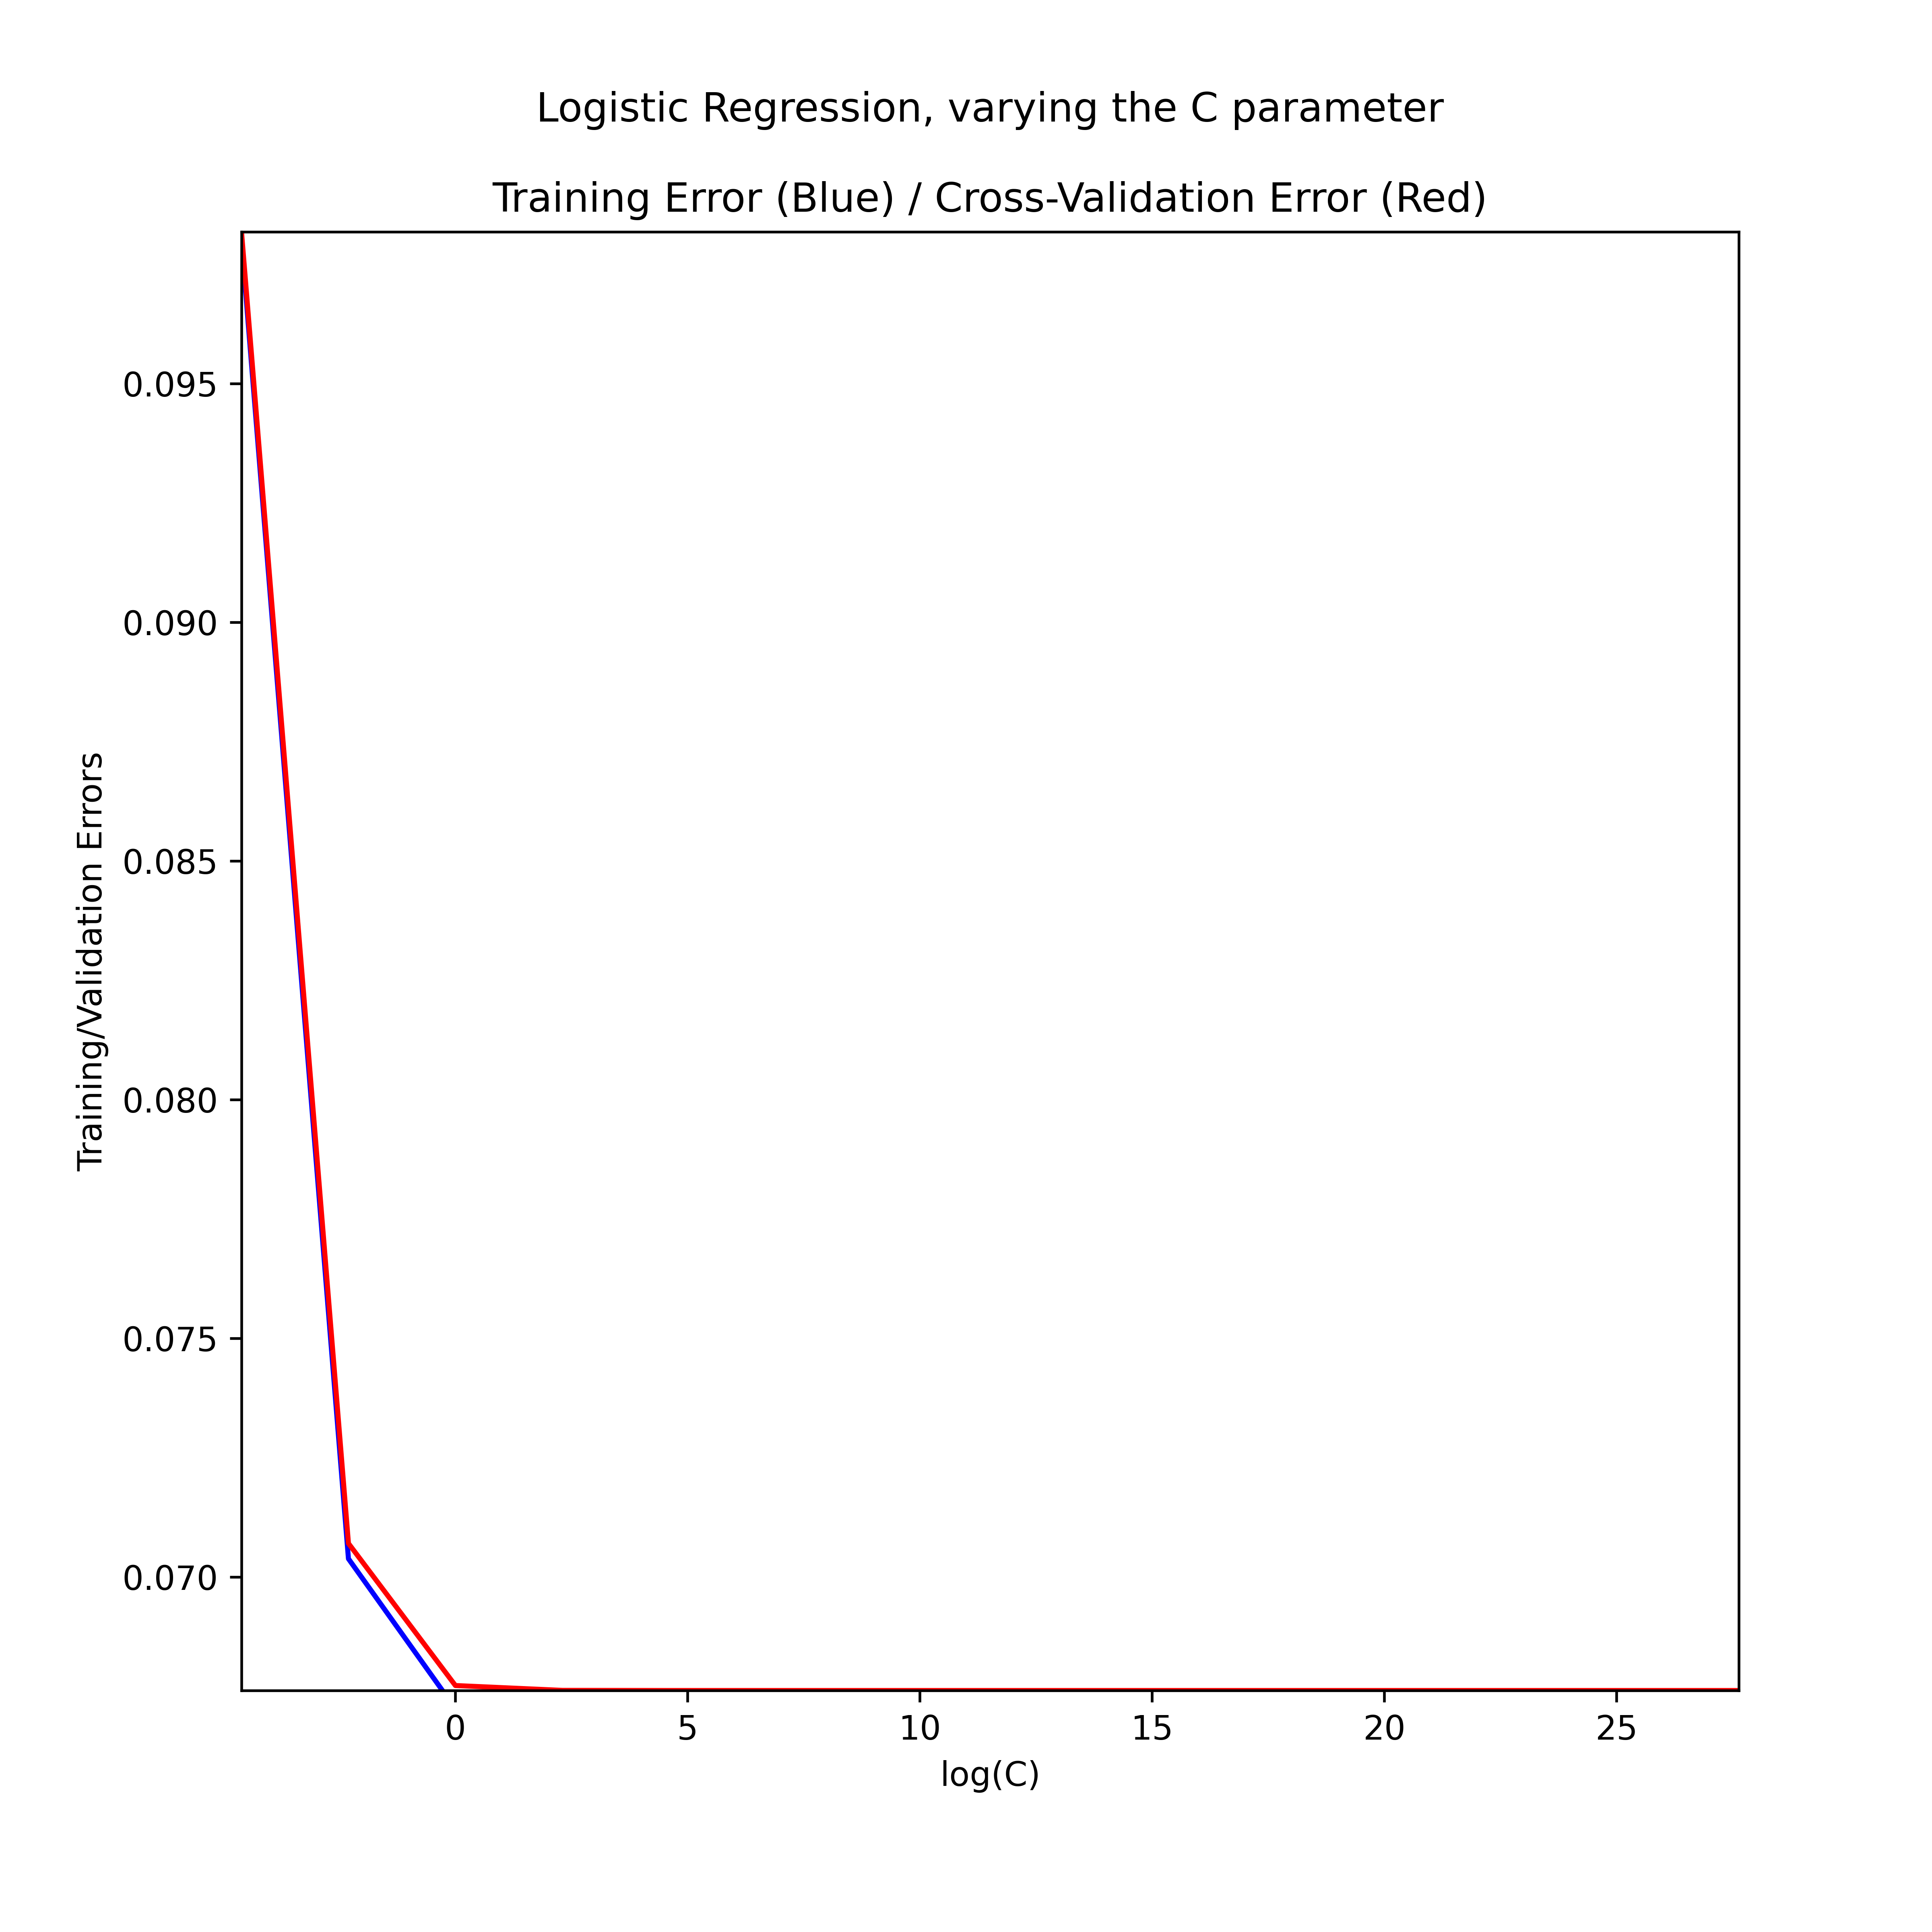 Logistic Regression, varying the C parameter
Training Error (Blue) / Cross-Validation Error (Red)
Training/Validation Errors
0.095
0.090
0.085
0.080
0.075
0.070
0 5 10 15 20 25
log(C)